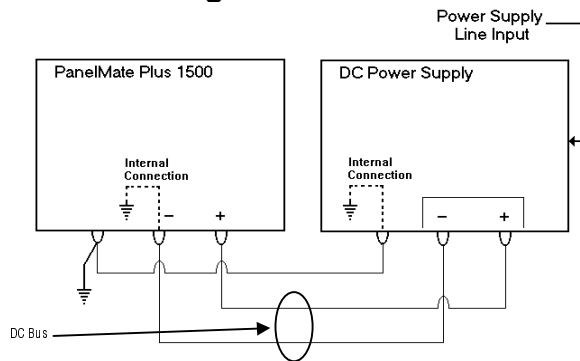 Power Supply
Line Input
PanelMate Plus 1500
DC Power Supply
Internal
Connection
Internal
Connection
− +
− +
DC Bus